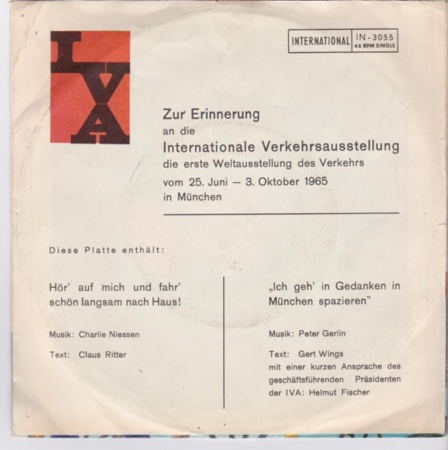 IVA
INTERNATIONAL
IN-3055
45 RPM SINGLE
Zur Erinnerung
an die
Internationale Verkehrsausstellung
die erste Weltausstellung des Verkehrs
vom 25. Juni — 3. Oktober 1965
in München
Diese Platte enthält:
Hör' auf mich und fahr'
schön langsam nach Haus!
Musik: Charlie Niessen
Text: Claus Ritter
„Ich geh' in Gedanken in
München spazieren"
Musik: Peter Gerlin
Text: Gert Wings
mit einer kurzen Ansprache des
geschäftsführenden Präsidenten
der IVA: Helmut Fischer